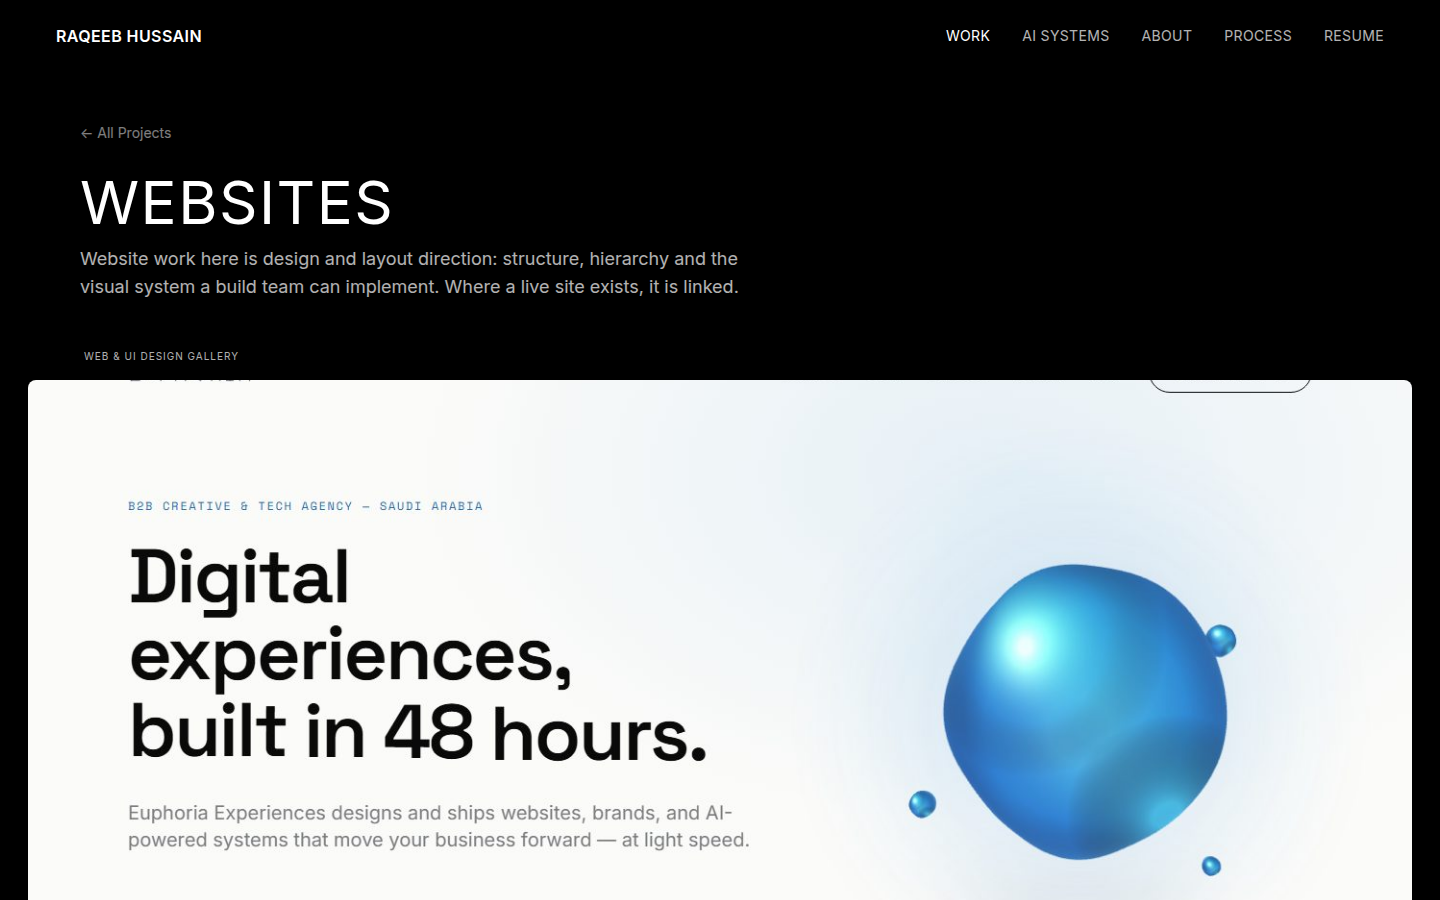 RAQEEB HUSSAIN
WORK
AI SYSTEMS
ABOUT
PROCESS
RESUME
← All Projects
WEBSITES
Website work here is design and layout direction: structure, hierarchy and the
visual system a build team can implement. Where a live site exists, it is linked.
WEB & UI DESIGN GALLERY
B2B CREATIVE & TECH AGENCY — SAUDI ARABIA
Digital
experiences,
built in 48 hours.
Euphoria Experiences designs and ships websites, brands, and AI-
powered systems that move your business forward — at light speed.